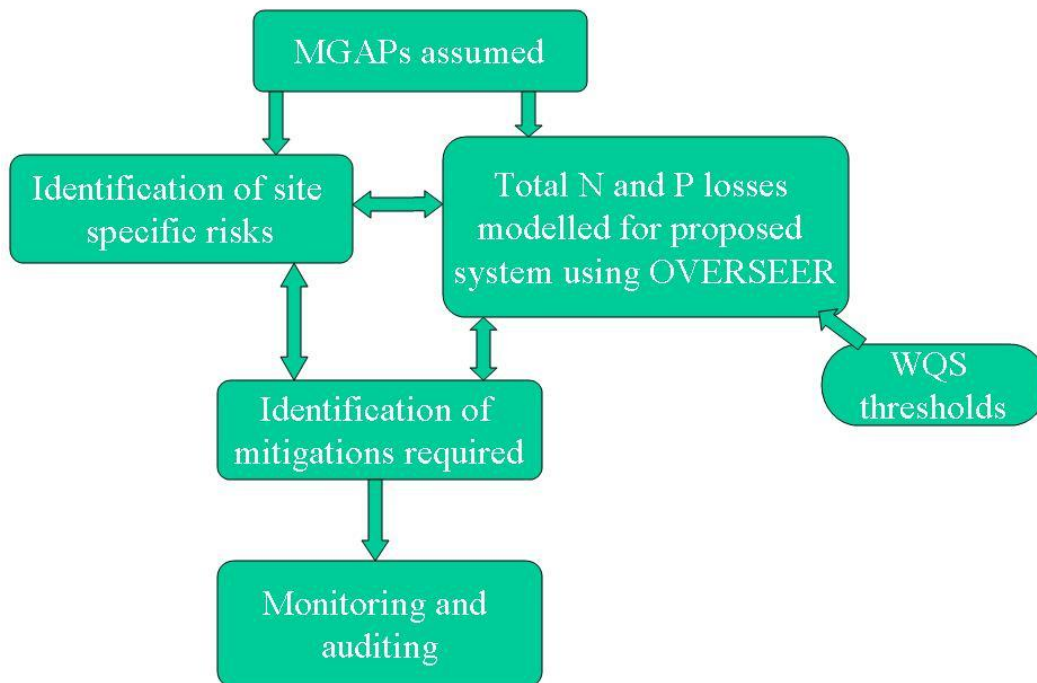 MGAPs assumed
Identification of site
specific risks
Total N and P losses
modelled for proposed
system using OVERSEER
WQS
thresholds
Identification of
mitigations required
Monitoring and
auditing